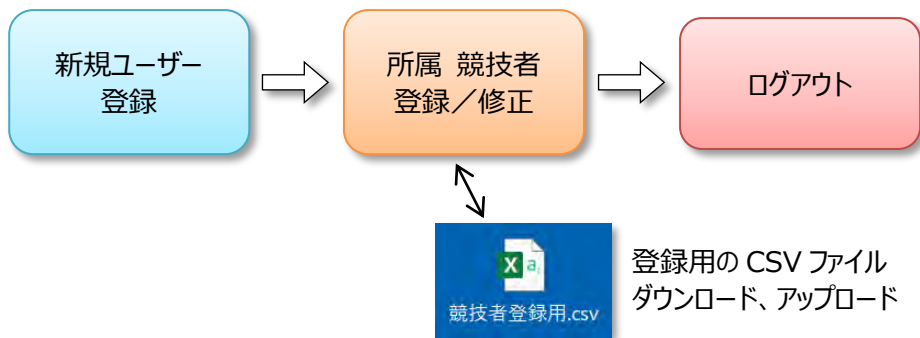 新規ユーザー
登録
所属 競技者
登録／修正
ログアウト
X a,
競技者登録用.csv
登録用の CSV ファイル
ダウンロード、アップロード